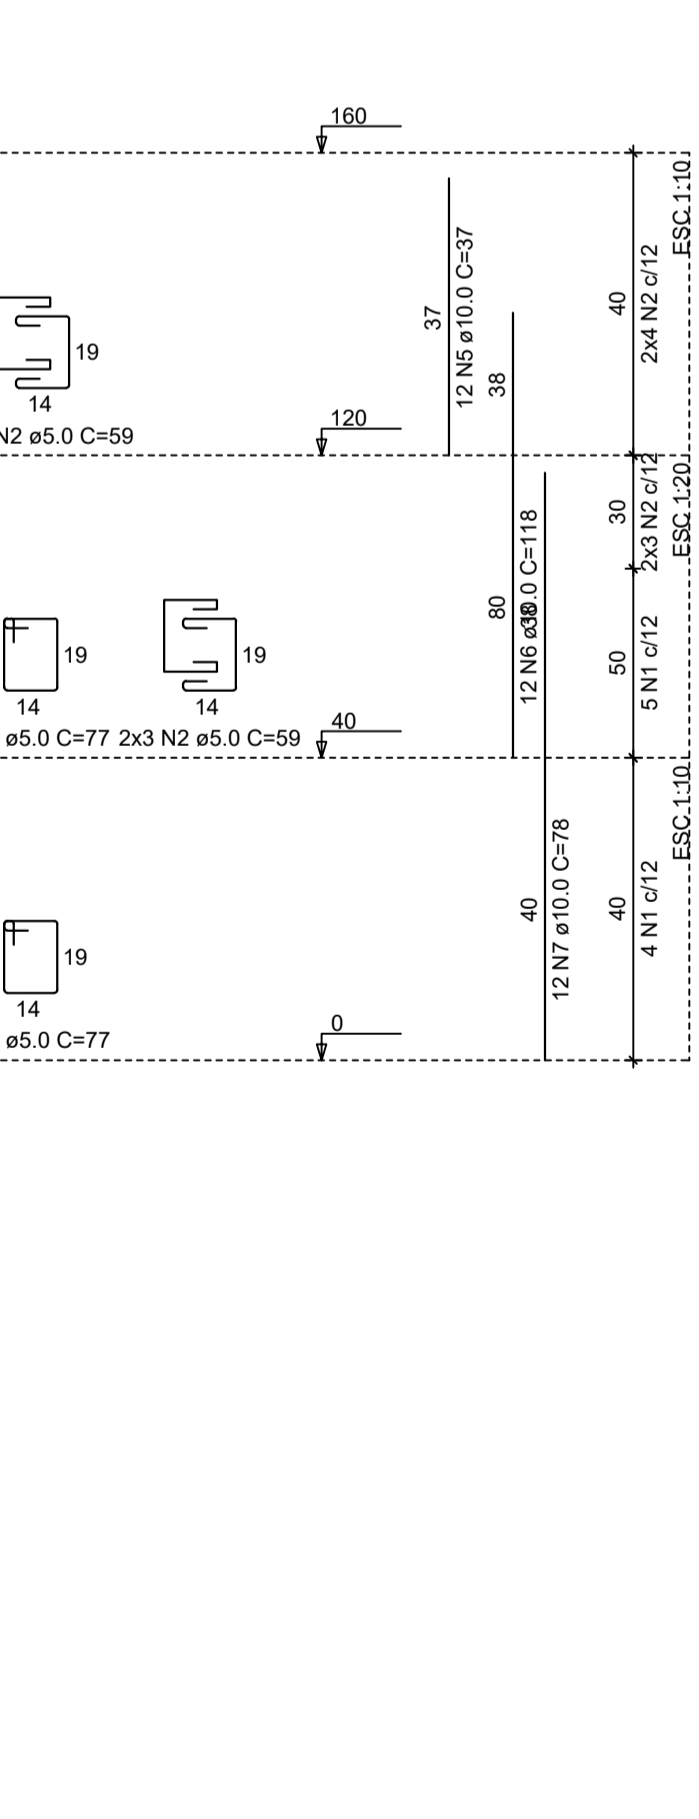 160
ESC 1:10
37
12 N5 ø10.0 C=37
40
2x4 N2 c/12
19
14
N2 ø5.0 C=59
38
120
30
2x3 N2 c/12
ESC 1:20
80
12 N6 ø10.0 C=118
38
50
5 N1 c/12
19
14
19
14
ø5.0 C=77
2x3 N2 ø5.0 C=59
40
ESC 1:10
40
12 N7 ø10.0 C=78
40
4 N1 c/12
19
14
ø5.0 C=77
0